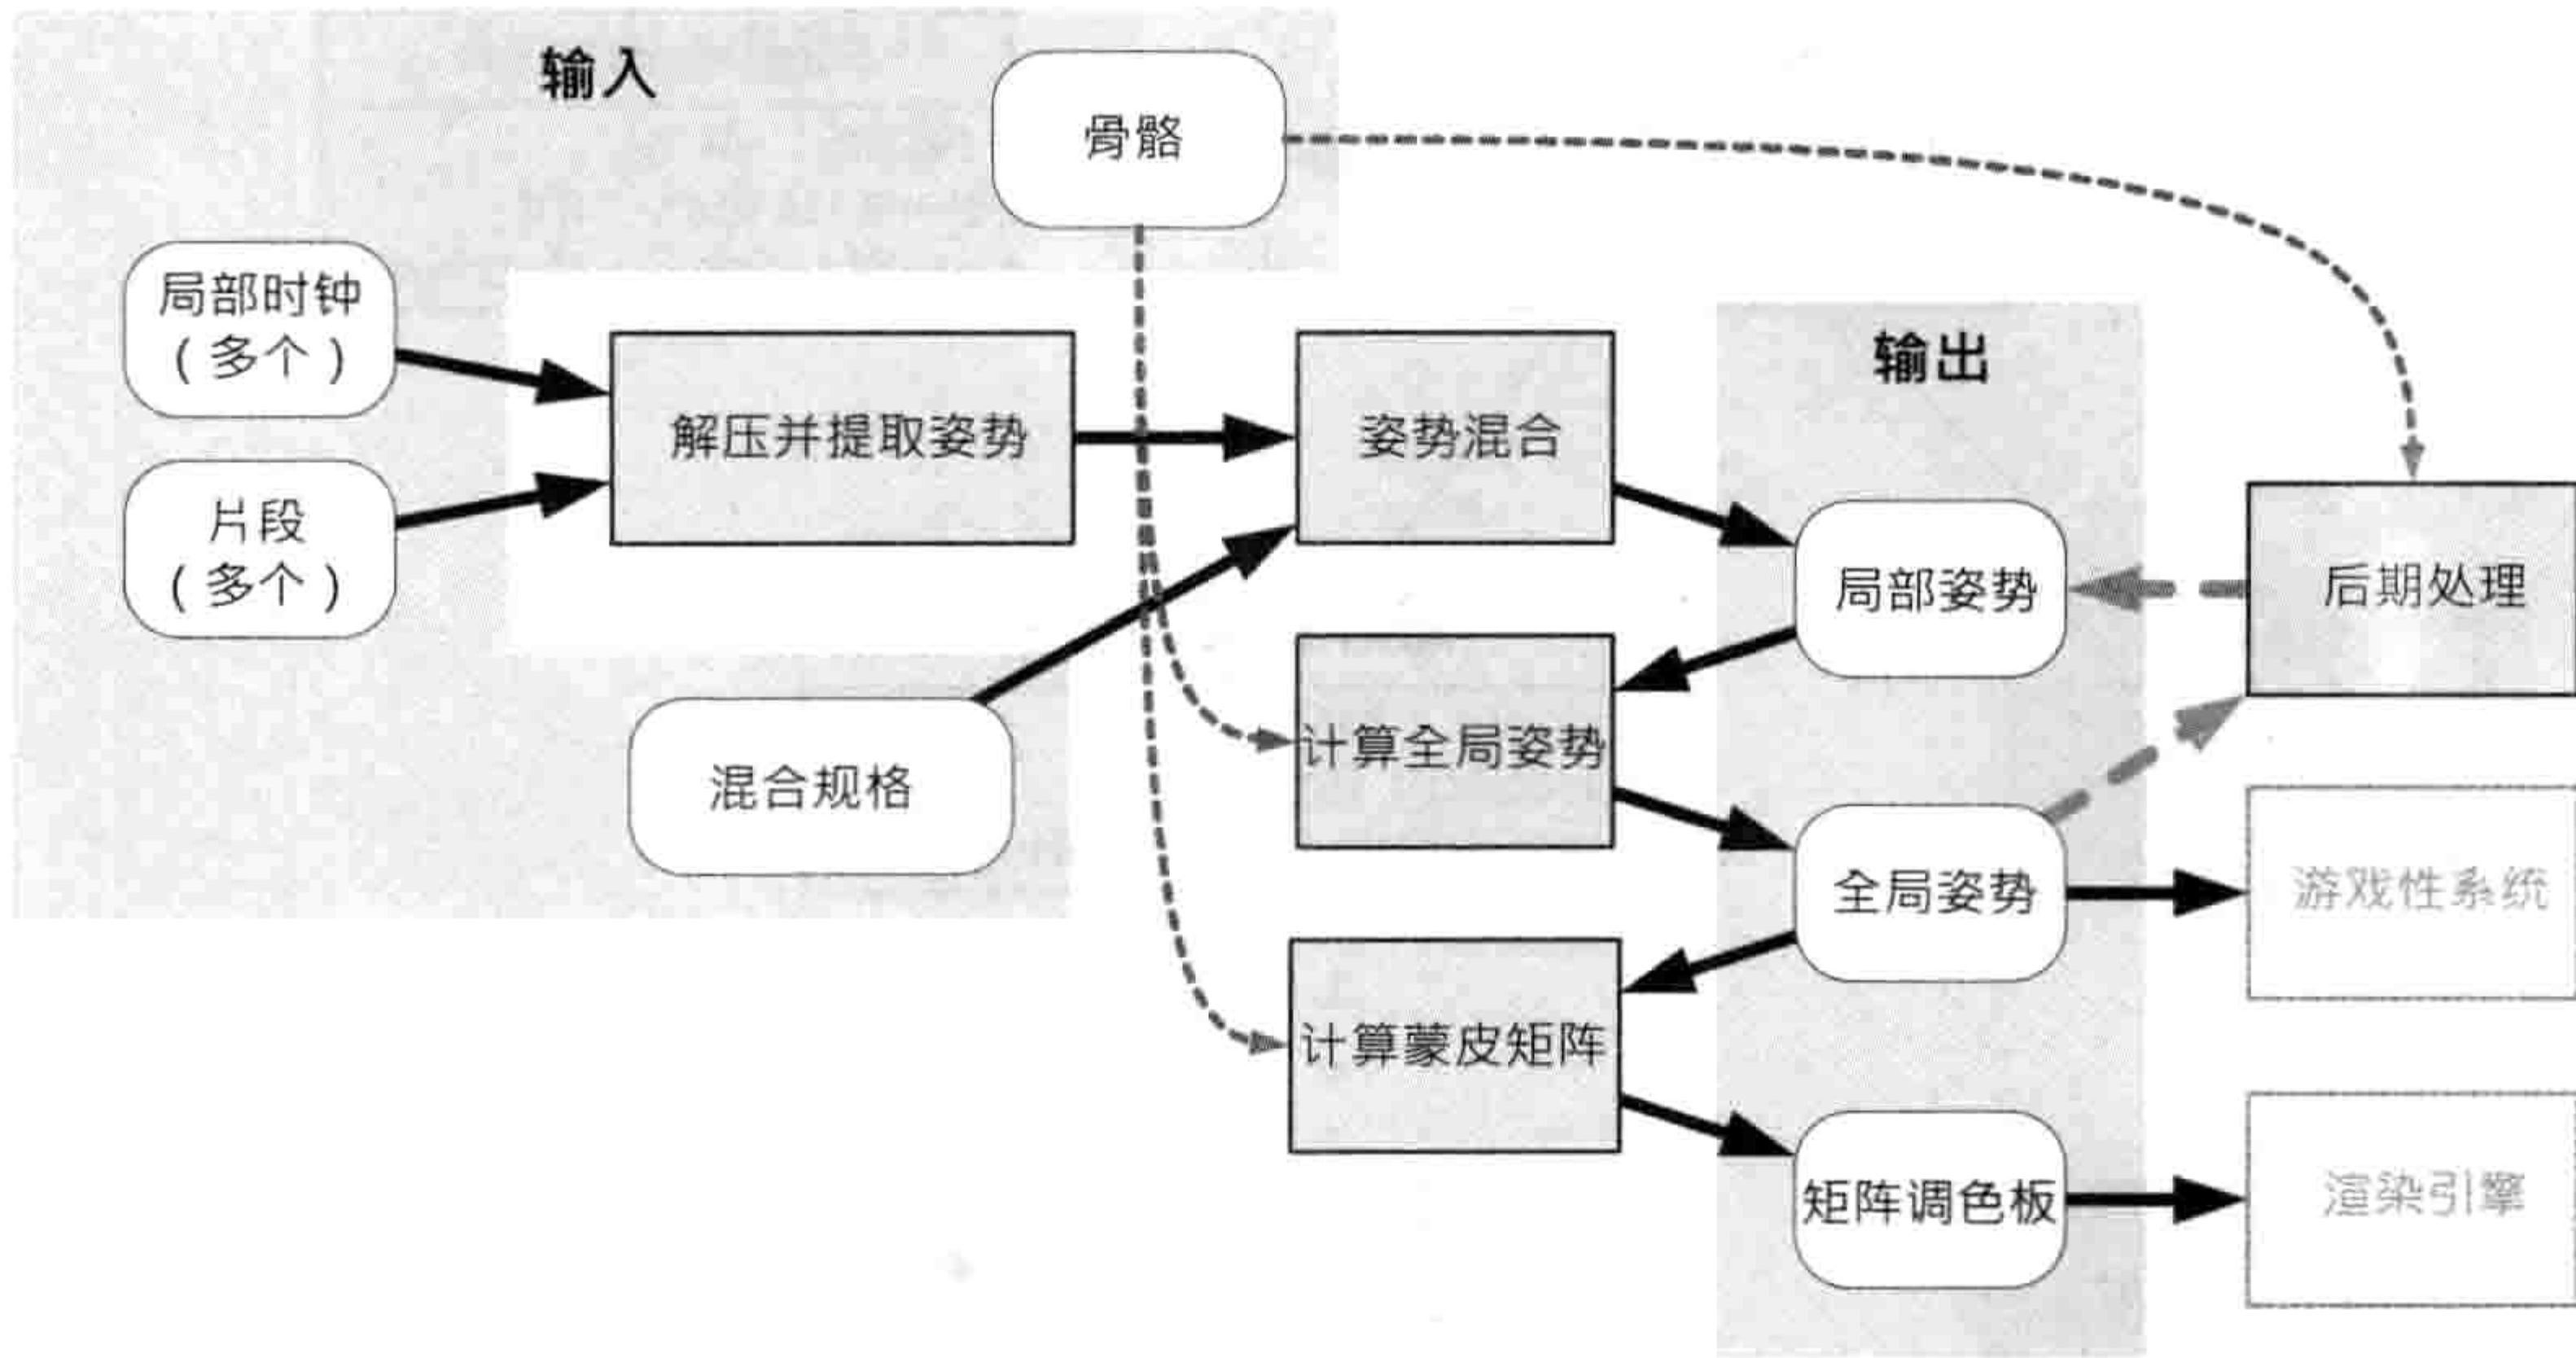 输入
骨骼
局部时钟
（多个）
片段
（多个）
解压并提取姿势
混合规格
姿势混合
计算全局姿势
计算蒙皮矩阵
输出
局部姿势
全局姿势
矩阵调色板
后期处理
游戏性系统
渲染引擎